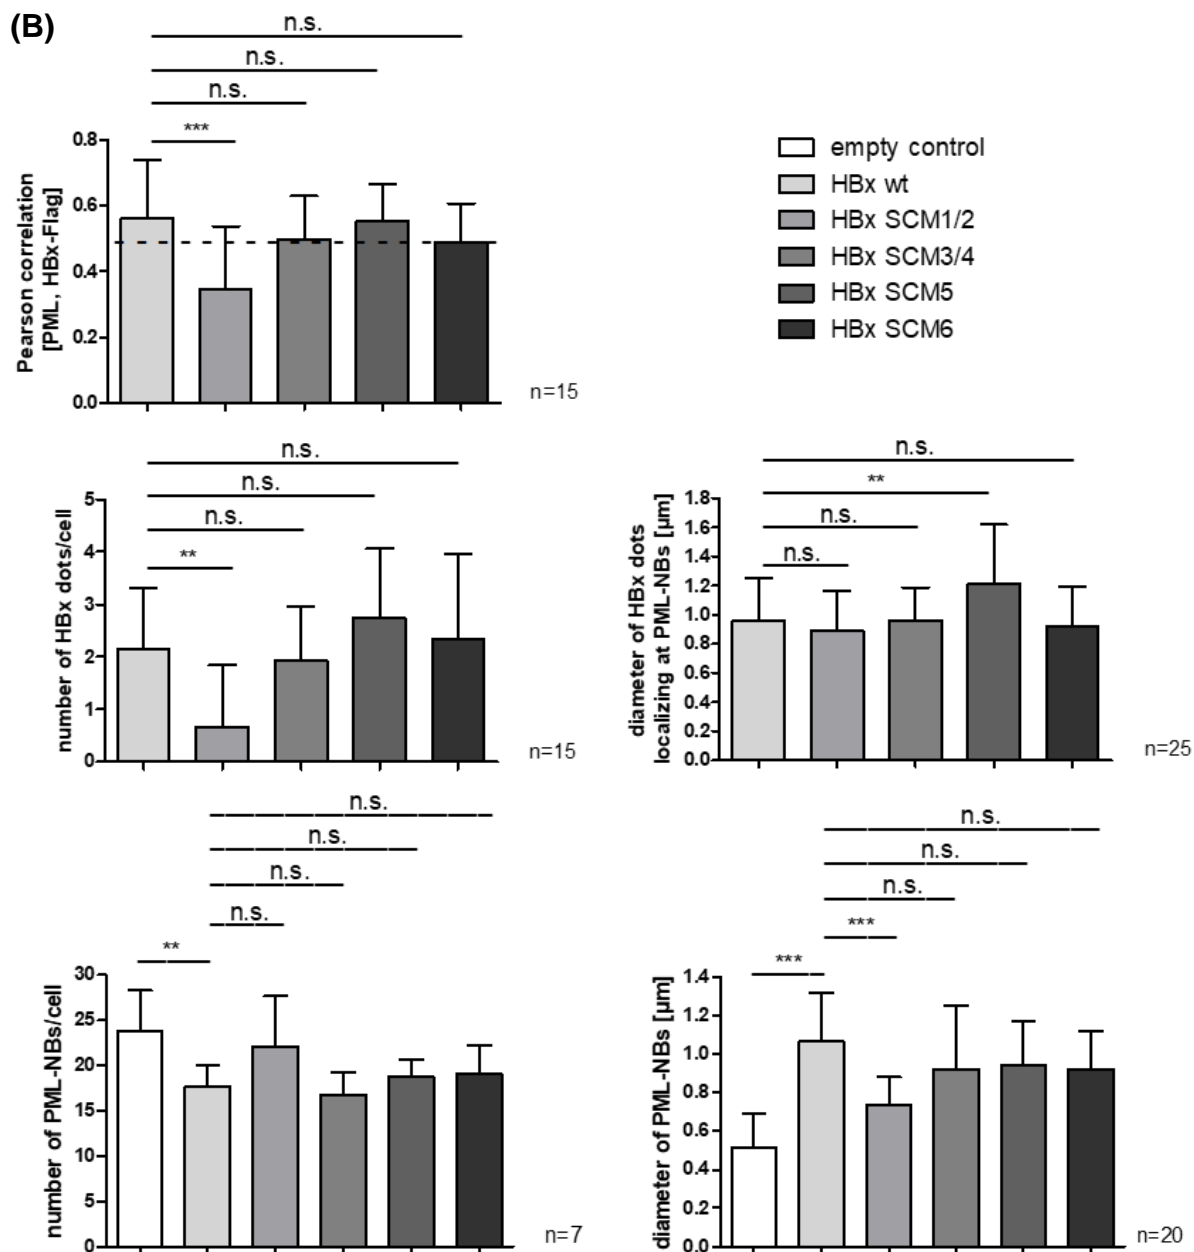 (B)
n.s.
n.s.
n.s.
***
Pearson correlation
[PML, HBx-Flag]
0.8
0.6
0.4
0.2
0.0
n=15
empty control
HBx wt
HBx SCM1/2
HBx SCM3/4
HBx SCM5
HBx SCM6
n.s.
n.s.
n.s.
**
number of HBx dots/cell
5
4
3
2
1
0
n=15
n.s.
**
n.s.
n.s.
diameter of HBx dots
localizing at PML-NBs [µm]
1.8
1.6
1.4
1.2
1.0
0.8
0.6
0.4
0.2
0.0
n=25
n.s.
n.s.
n.s.
n.s.
**
number of PML-NBs/cell
30
25
20
15
10
5
0
n=7
n.s.
n.s.
n.s.
***
***
diameter of PML-NBs [µm]
1.4
1.2
1.0
0.8
0.6
0.4
0.2
0.0
n=20